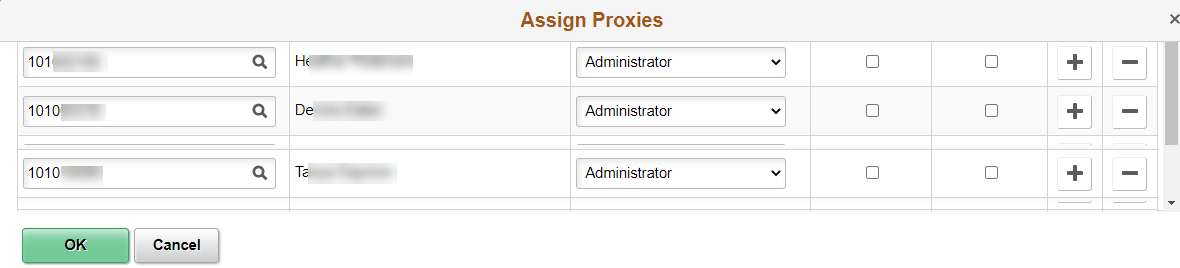 Assign Proxies
×
101 He Administrator
1010 De Administrator
1010 Ta Administrator
OK Cancel